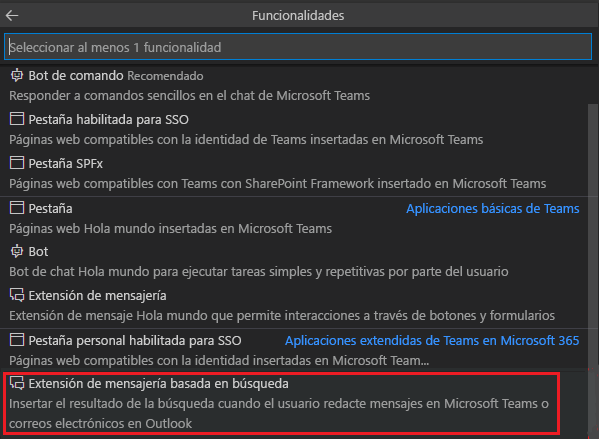 Funcionalidades
Seleccionar al menos 1 funcionalidad
Bot de comando Recomendado
Responder a comandos sencillos en el chat de Microsoft Teams
Pestaña habilitada para SSO
Páginas web compatibles con la identidad de Teams insertadas en Microsoft Teams
Pestaña SPFx
Páginas web compatibles con Teams con SharePoint Framework insertado en Microsoft Teams
Pestaña Aplicaciones básicas de Teams
Páginas web Hola mundo insertadas en Microsoft Teams
Bot
Bot de chat Hola mundo para ejecutar tareas simples y repetitivas por parte del usuario
Extensión de mensajería
Extensión de mensaje Hola mundo que permite interacciones a través de botones y formularios
Pestaña personal habilitada para SSO Aplicaciones extendidas de Teams en Microsoft 365
Páginas web compatibles con la identidad insertadas en Microsoft Team...
Extensión de mensajería basada en búsqueda
Insertar el resultado de la búsqueda cuando el usuario redacte mensajes en Microsoft Teams o
correos electrónicos en Outlook